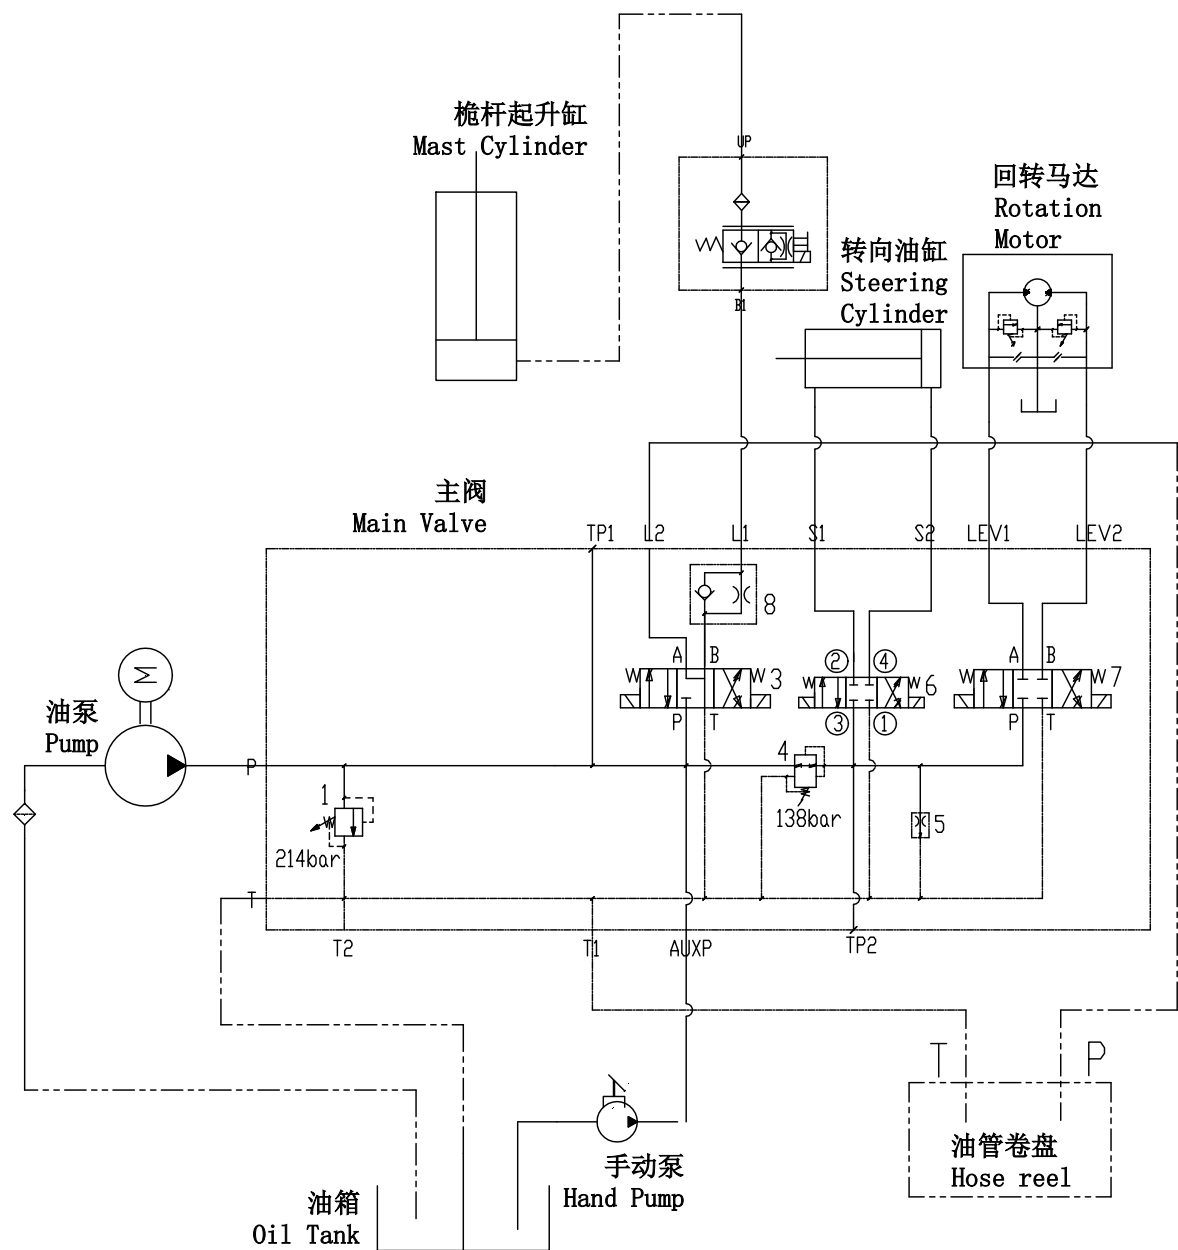 桅杆起升缸
Mast Cylinder
UP
B1
转向油缸
Steering
Cylinder
回转马达
Rotation
Motor
主阀
Main Valve
TP1
L2
L1
S1
S2
LEV1
LEV2
8
A
B
3
P
T
②
④
6
③
①
A
B
7
P
T
M
油泵
Pump
P
1
214bar
4
138bar
5
T
T2
T1
AUXP
TP2
T
P
油管卷盘
Hose reel
手动泵
Hand Pump
油箱
Oil Tank